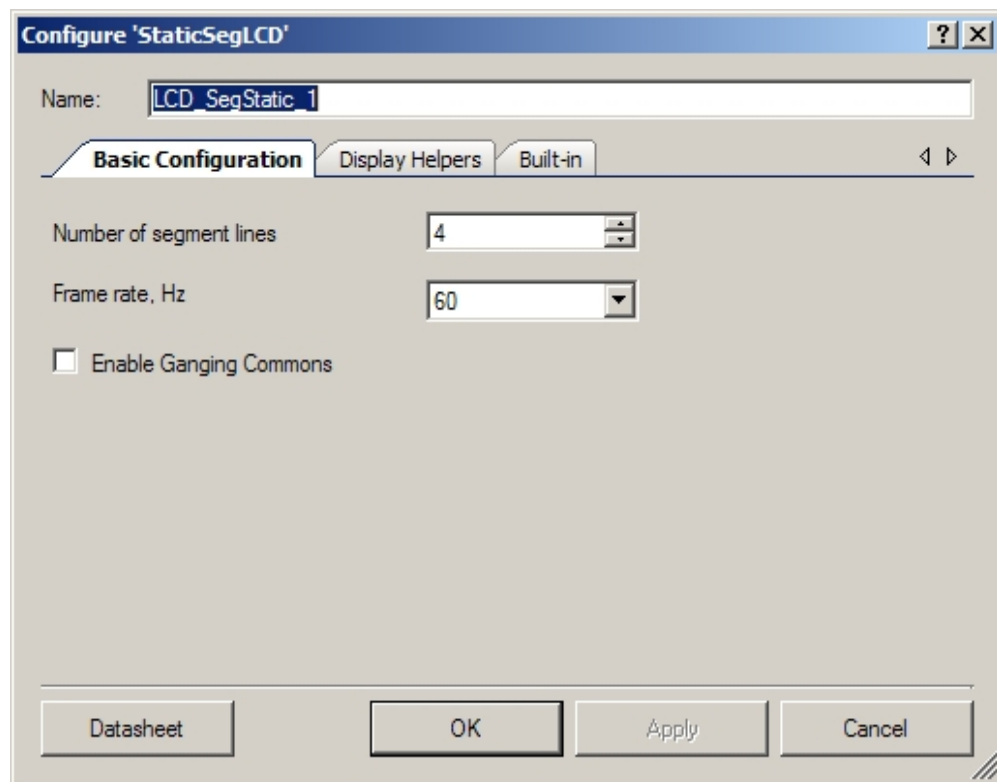 Configure 'StaticSegLCD'
Name: LCD_SegStatic_1
Basic Configuration Display Helpers Built-in
Number of segment lines 4
Frame rate, Hz 60
Enable Ganging Commons
Datasheet OK Apply Cancel